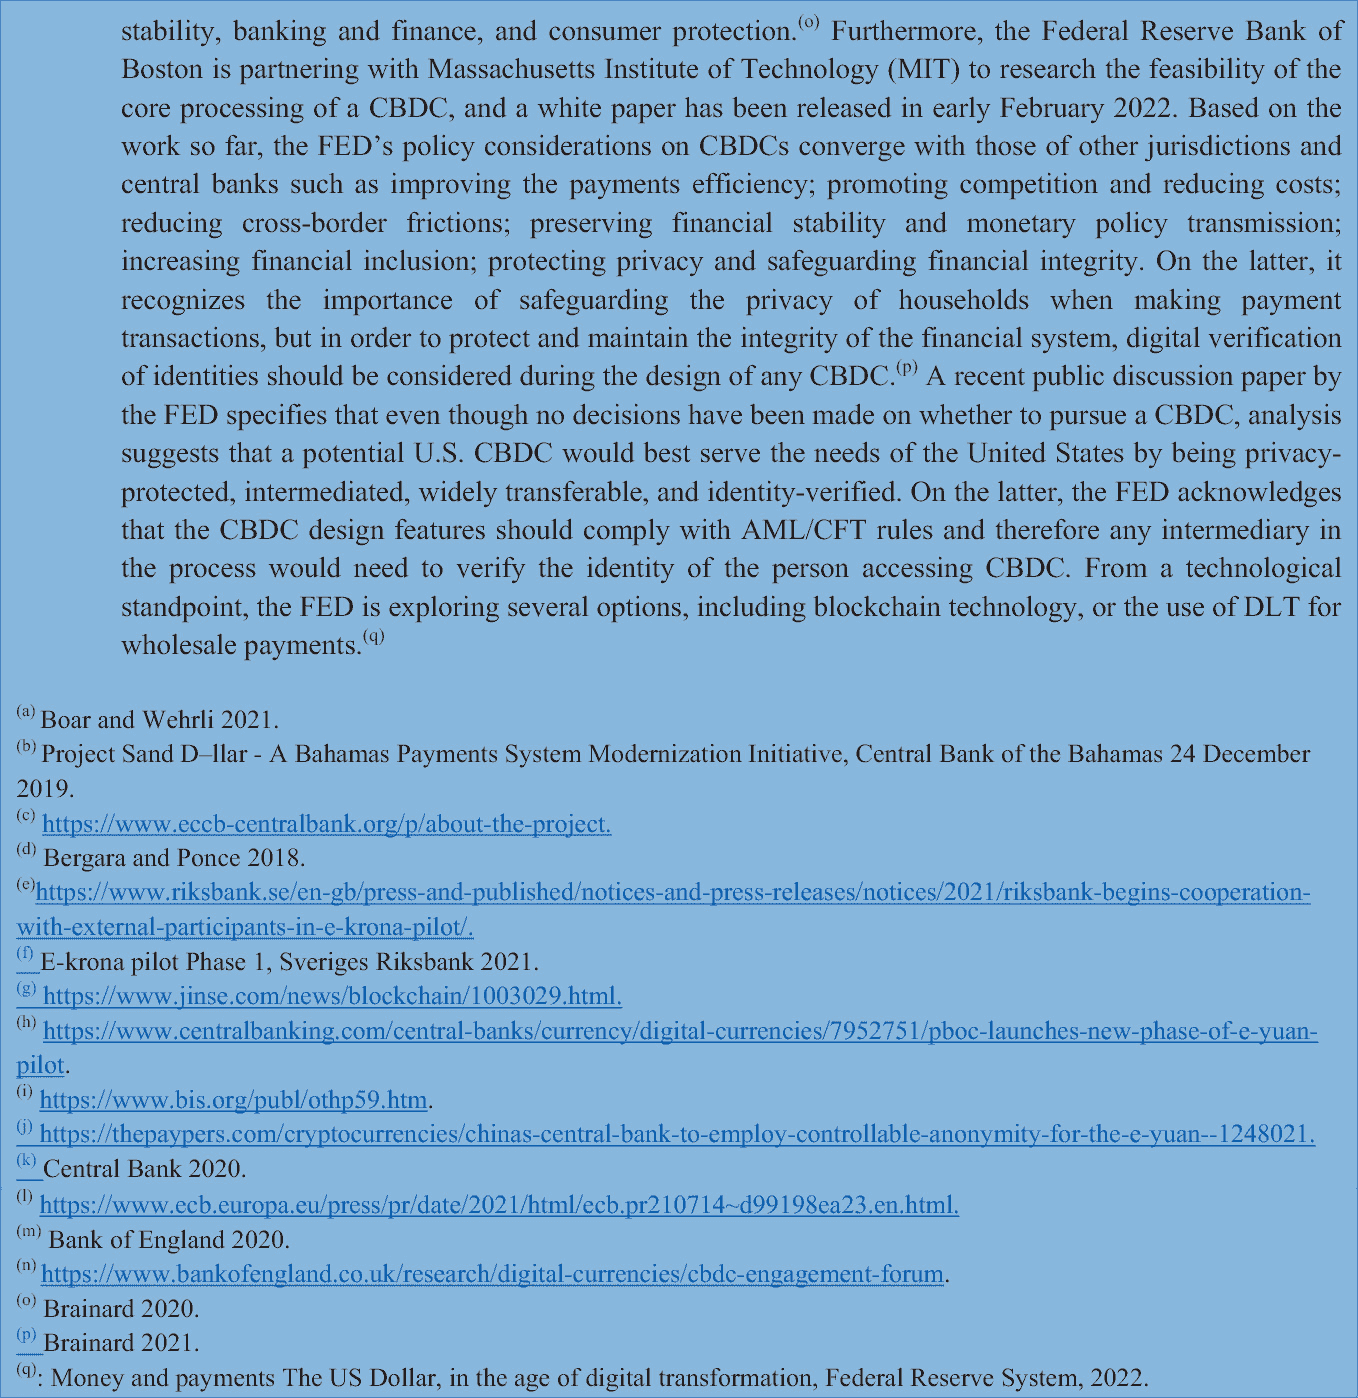 stability, banking and finance, and consumer protection.(o) Furthermore, the Federal Reserve Bank of
Boston is partnering with Massachusetts Institute of Technology (MIT) to research the feasibility of the
core processing of a CBDC, and a white paper has been released in early February 2022. Based on the
work so far, the FED’s policy considerations on CBDCs converge with those of other jurisdictions and
central banks such as improving the payments efficiency; promoting competition and reducing costs;
reducing cross-border frictions; preserving financial stability and monetary policy transmission;
increasing financial inclusion; protecting privacy and safeguarding financial integrity. On the latter, it
recognizes the importance of safeguarding the privacy of households when making payment
transactions, but in order to protect and maintain the integrity of the financial system, digital verification
of identities should be considered during the design of any CBDC.(p) A recent public discussion paper by
the FED specifies that even though no decisions have been made on whether to pursue a CBDC, analysis
suggests that a potential U.S. CBDC would best serve the needs of the United States by being privacy-
protected, intermediated, widely transferable, and identity-verified. On the latter, the FED acknowledges
that the CBDC design features should comply with AML/CFT rules and therefore any intermediary in
the process would need to verify the identity of the person accessing CBDC. From a technological
standpoint, the FED is exploring several options, including blockchain technology, or the use of DLT for
wholesale payments.(q)
(a) Boar and Wehrli 2021.
(b) Project Sand D–llar - A Bahamas Payments System Modernization Initiative, Central Bank of the Bahamas 24 December
2019.
(c) https://www.eccb-centralbank.org/p/about-the-project.
(d) Bergara and Ponce 2018.
(e)https://www.riksbank.se/en-gb/press-and-published/notices-and-press-releases/notices/2021/riksbank-begins-cooperation-
with-external-participants-in-e-krona-pilot/.
(f) E-krona pilot Phase 1, Sveriges Riksbank 2021.
(g) https://www.jinse.com/news/blockchain/1003029.html.
(h) https://www.centralbanking.com/central-banks/currency/digital-currencies/7952751/pboc-launches-new-phase-of-e-yuan-
pilot.
(i) https://www.bis.org/publ/othp59.htm.
(j) https://thepaypers.com/cryptocurrencies/chinas-central-bank-to-employ-controllable-anonymity-for-the-e-yuan--1248021.
(k) Central Bank 2020.
(l) https://www.ecb.europa.eu/press/pr/date/2021/html/ecb.pr210714~d99198ea23.en.html.
(m) Bank of England 2020.
(n) https://www.bankofengland.co.uk/research/digital-currencies/cbdc-engagement-forum.
(o) Brainard 2020.
(p) Brainard 2021.
(q): Money and payments The US Dollar, in the age of digital transformation, Federal Reserve System, 2022.